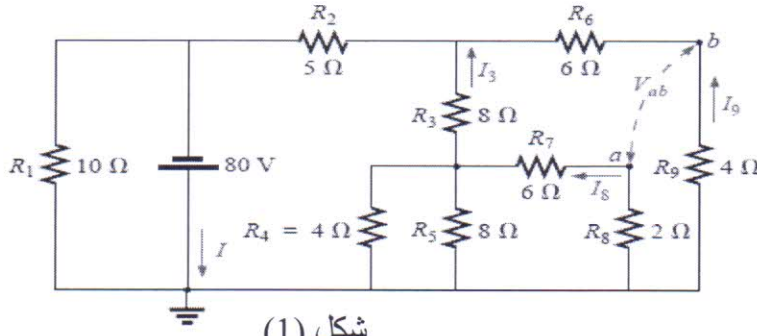 R₂ R₆
5 Ω 6 Ω b
I₃ V_ab I₉
R₃ 8 Ω R₇ a
R₁ 10 Ω 80 V 6 Ω I₈ R₉ 4 Ω
I R₄ = 4 Ω R₅ 8 Ω R₈ 2 Ω
شكل (1)